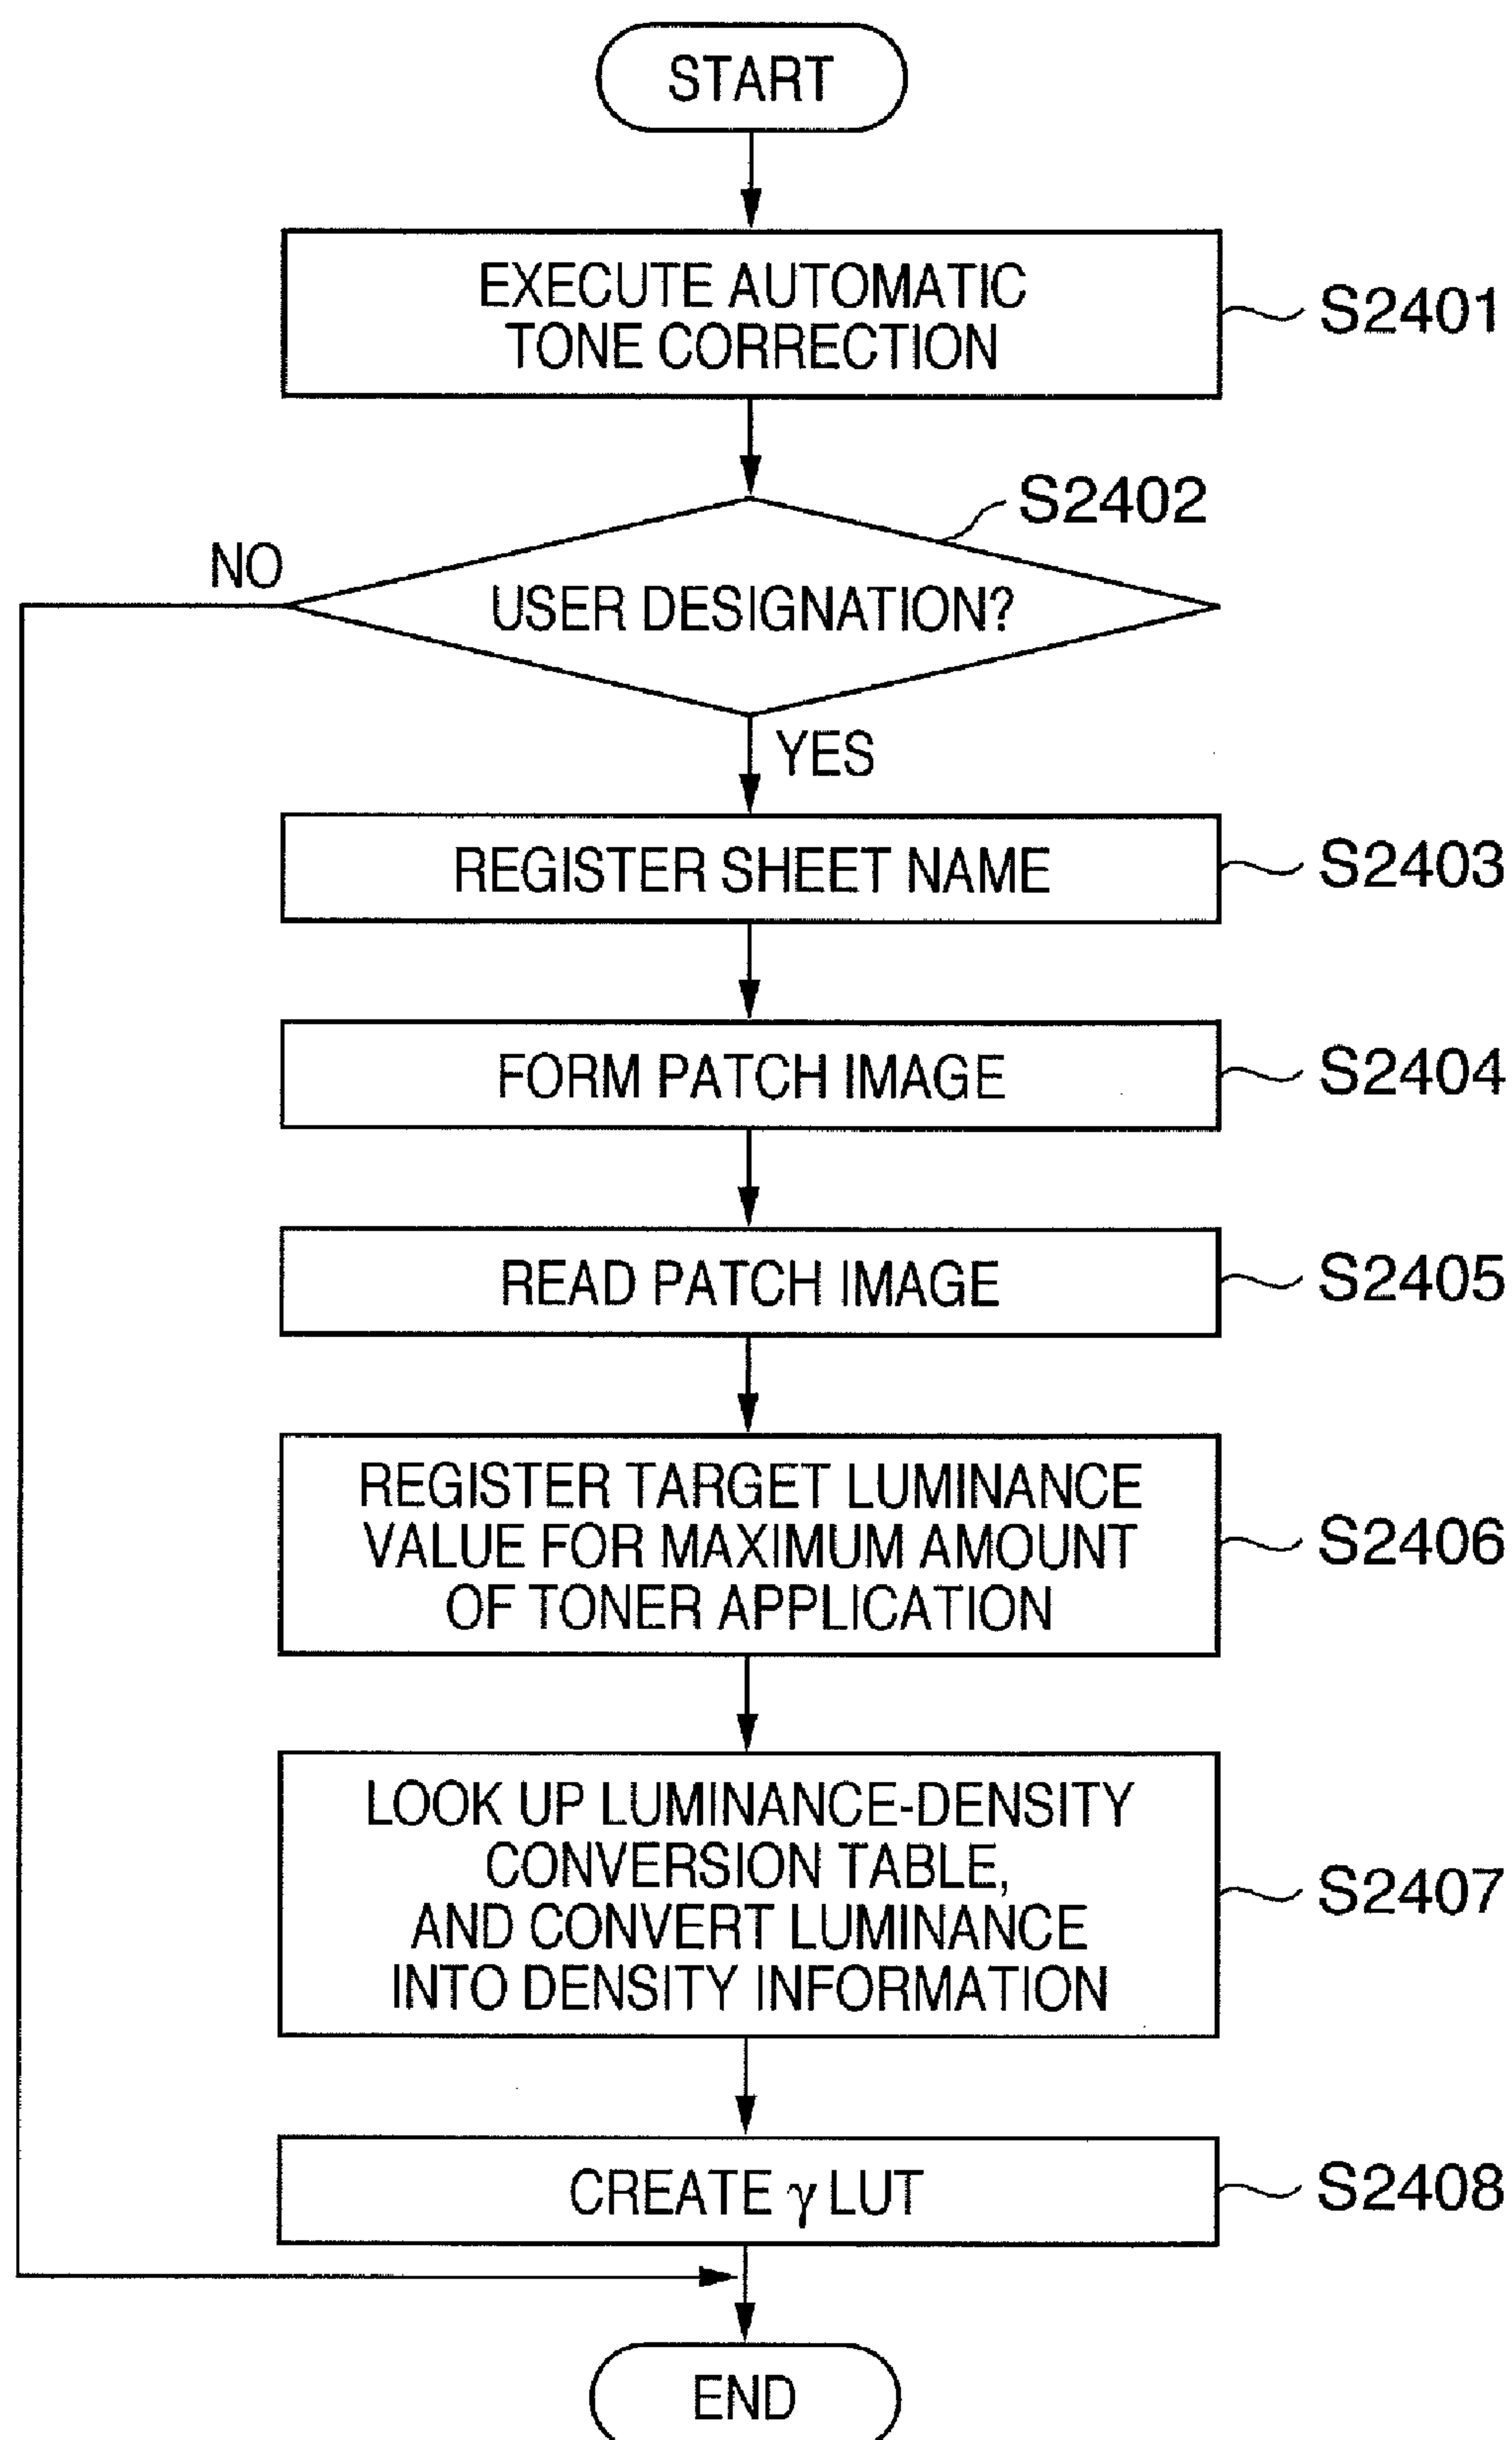 START
EXECUTE AUTOMATIC
TONE CORRECTION
S2401
S2402
NO
USER DESIGNATION?
YES
REGISTER SHEET NAME
S2403
FORM PATCH IMAGE
S2404
READ PATCH IMAGE
S2405
REGISTER TARGET LUMINANCE
VALUE FOR MAXIMUM AMOUNT
OF TONER APPLICATION
S2406
LOOK UP LUMINANCE-DENSITY
CONVERSION TABLE,
AND CONVERT LUMINANCE
INTO DENSITY INFORMATION
S2407
CREATE γ LUT
S2408
END